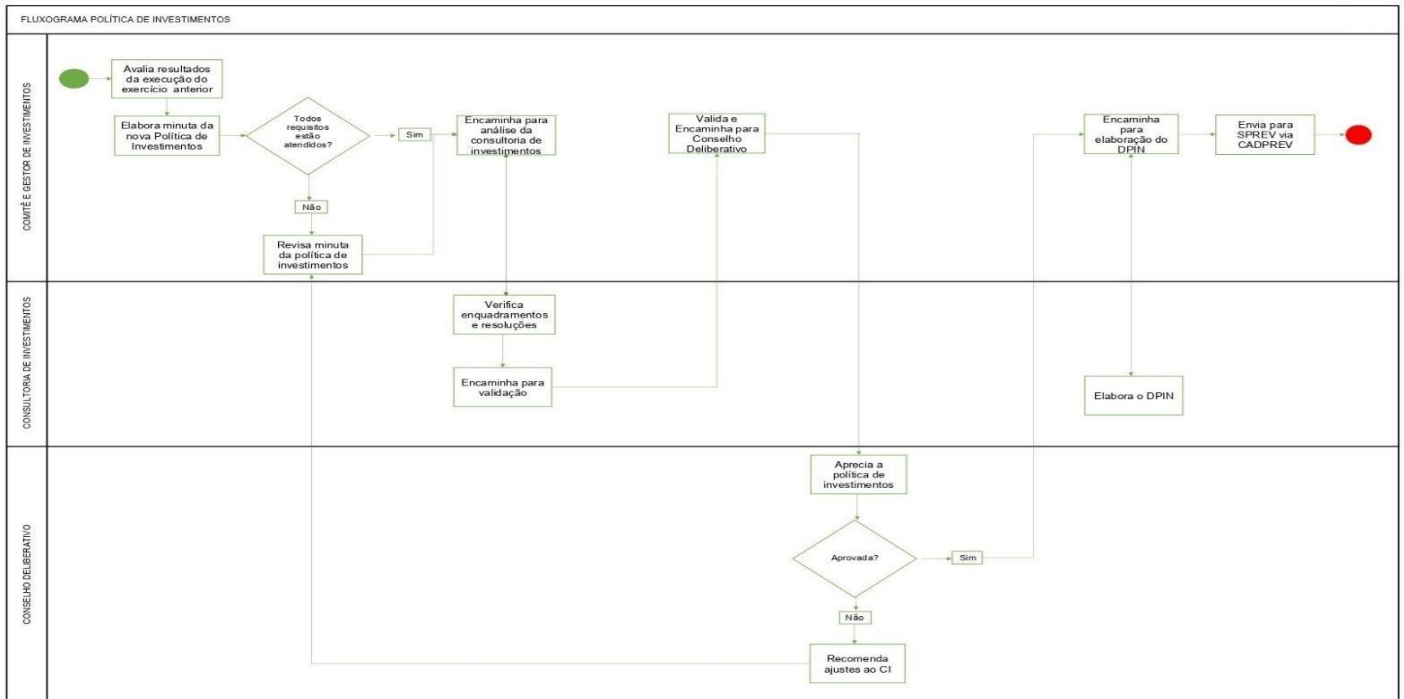 FLUXOGRAMA POLÍTICA DE INVESTIMENTOS
COMITÊ E GESTOR DE INVESTIMENTOS
Avalia resultados
da execução do
exercício anterior
Elabora minuta da
nova Política de
Investimentos
Todos
requisitos
estão
atendidos?
Sim
Não
Revisa minuta
da política de
investimentos
Encaminha para
análise da
consultoria de
investimentos
Valida e
Encaminha para
Conselho
Deliberativo
Encaminha
para
elaboração do
DPIN
Envia para
SPREV via
CADPREV
CONSULTORIA DE INVESTIMENTOS
Verifica
enquadramentos
e resoluções
Encaminha para
validação
Elabora o DPIN
CONSELHO DELIBERATIVO
Aprecia a
política de
investimentos
Aprovada?
Sim
Não
Recomenda
ajustes ao CI